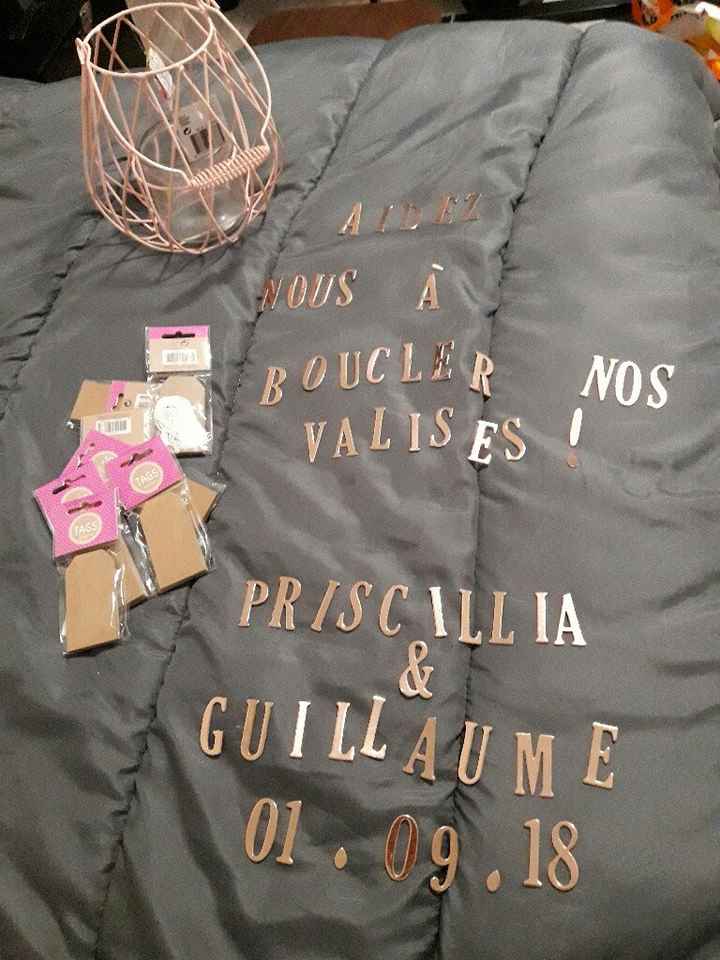 AIDEZ
NOUS À
BOUCLER NOS
VALISES !
TAGS
TAGS
PRISCILLIA
&
GUILLAUME
01.09.18